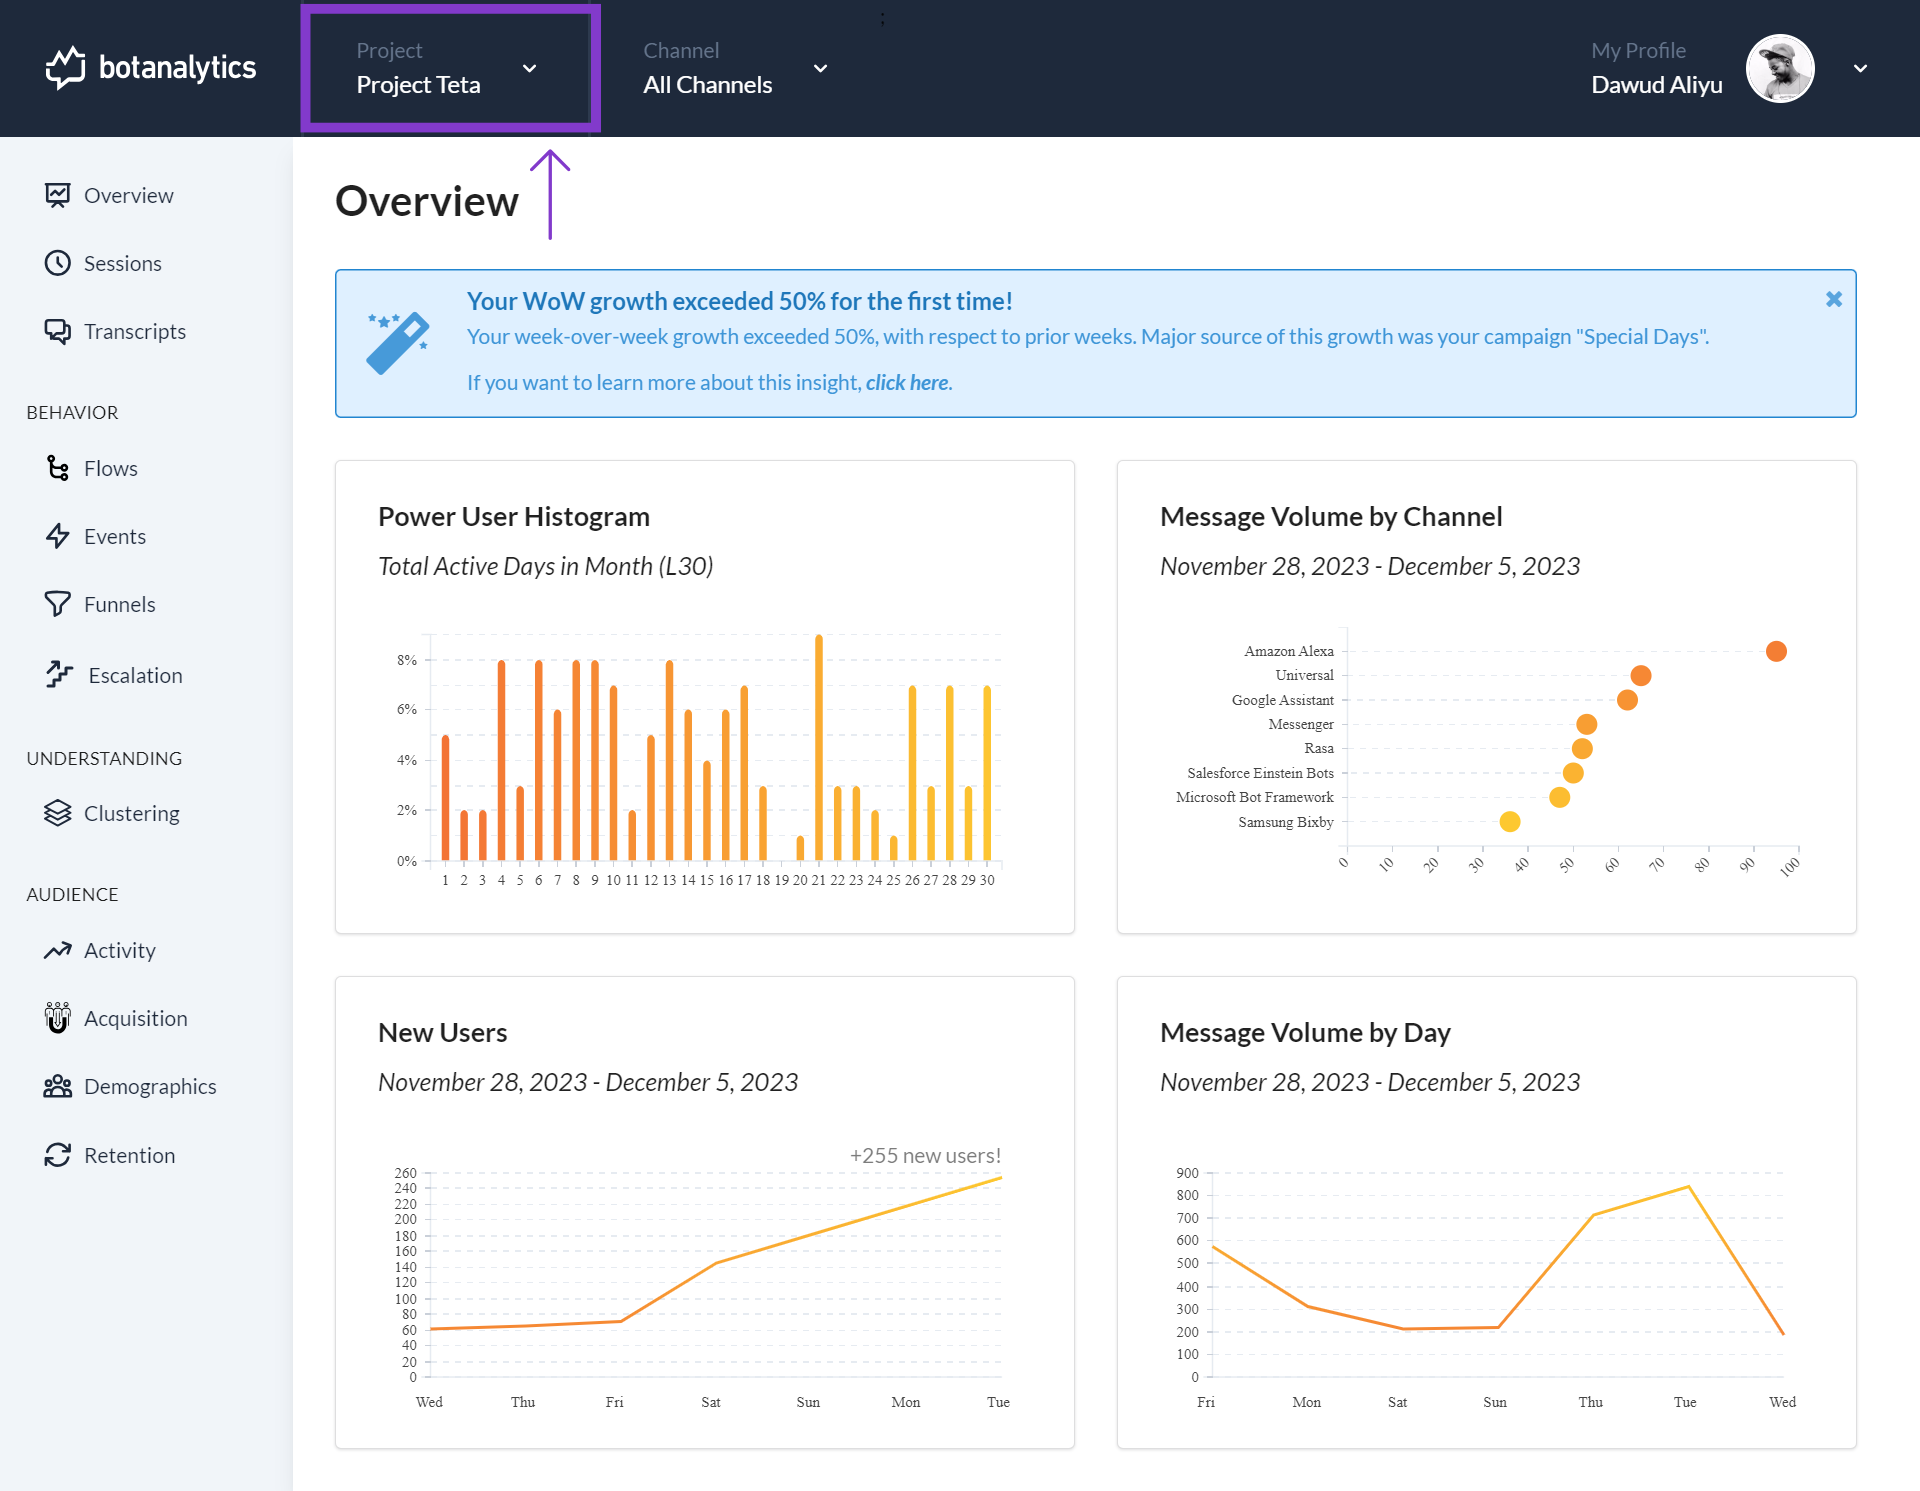 botanalytics
Project
Project Teta
Channel
All Channels
;
My Profile
Dawud Aliyu
Overview
Sessions
Transcripts
BEHAVIOR
Flows
Events
Funnels
Escalation
UNDERSTANDING
Clustering
AUDIENCE
Activity
Acquisition
Demographics
Retention
Overview
Your WoW growth exceeded 50% for the first time!
Your week-over-week growth exceeded 50%, with respect to prior weeks. Major source of this growth was your campaign "Special Days".
If you want to learn more about this insight, click here.
Power User Histogram
Total Active Days in Month (L30)
8%
6%
4%
2%
0%
1 2 3 4 5 6 7 8 9 10 11 12 13 14 15 16 17 18 19 20 21 22 23 24 25 26 27 28 29 30
Message Volume by Channel
November 28, 2023 - December 5, 2023
Amazon Alexa
Universal
Google Assistant
Messenger
Rasa
Salesforce Einstein Bots
Microsoft Bot Framework
Samsung Bixby
0 10 20 30 40 50 60 70 80 90 100
New Users
November 28, 2023 - December 5, 2023
+255 new users!
260
240
220
200
180
160
140
120
100
80
60
40
20
0
Wed Thu Fri Sat Sun Mon Tue
Message Volume by Day
November 28, 2023 - December 5, 2023
900
800
700
600
500
400
300
200
100
0
Fri Mon Sat Sun Thu Tue Wed